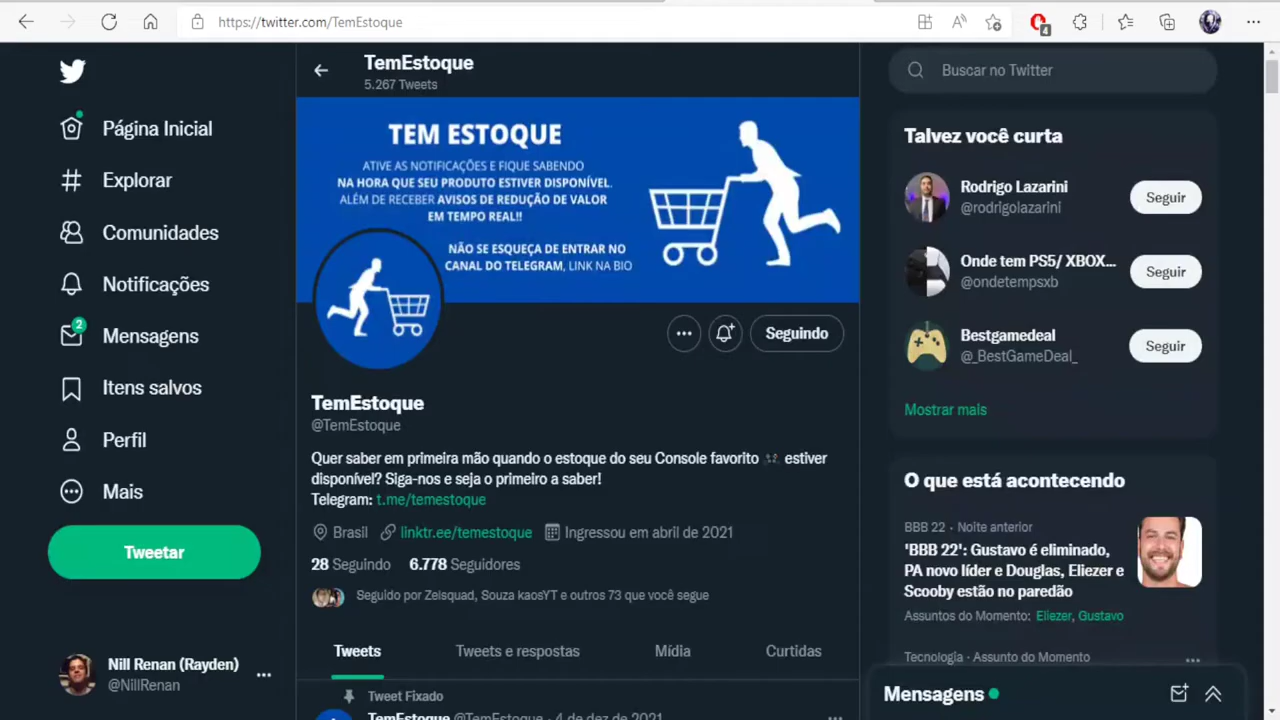 https://twitter.com/TemEstoque
4
Página Inicial
Explorar
Comunidades
Notificações
2
Mensagens
Itens salvos
Perfil
Mais
Tweetar
Nill Renan (Rayden)
@NillRenan
TemEstoque
5.267 Tweets
TEM ESTOQUE
ATIVE AS NOTIFICAÇÕES E FIQUE SABENDO
NA HORA QUE SEU PRODUTO ESTIVER DISPONÍVEL.
ALÉM DE RECEBER AVISOS DE REDUÇÃO DE VALOR
EM TEMPO REAL!!
NÃO SE ESQUEÇA DE ENTRAR NO
CANAL DO TELEGRAM, LINK NA BIO
Seguindo
TemEstoque
@TemEstoque
Quer saber em primeira mão quando o estoque do seu Console favorito 🎮 estiver
disponível? Siga-nos e seja o primeiro a saber!
Telegram: t.me/temestoque
Brasil linktr.ee/temestoque Ingressou em abril de 2021
28 Seguindo 6.778 Seguidores
Seguido por Zeisquad, Souza kaosYT e outros 73 que você segue
Tweets Tweets e respostas Mídia Curtidas
Tweet Fixado
TemEstoque @TemEstoque · 4 de dez de 2021
Buscar no Twitter
Talvez você curta
Rodrigo Lazarini
@rodrigolazarini
Seguir
Onde tem PS5/ XBOX...
@ondetempsxb
Seguir
Bestgamedeal
@_BestGameDeal_
Seguir
Mostrar mais
O que está acontecendo
BBB 22 · Noite anterior
'BBB 22': Gustavo é eliminado,
PA novo líder e Douglas, Eliezer e
Scooby estão no paredão
Assuntos do Momento: Eliezer, Gustavo
Tecnologia · Assunto do Momento
Mensagens